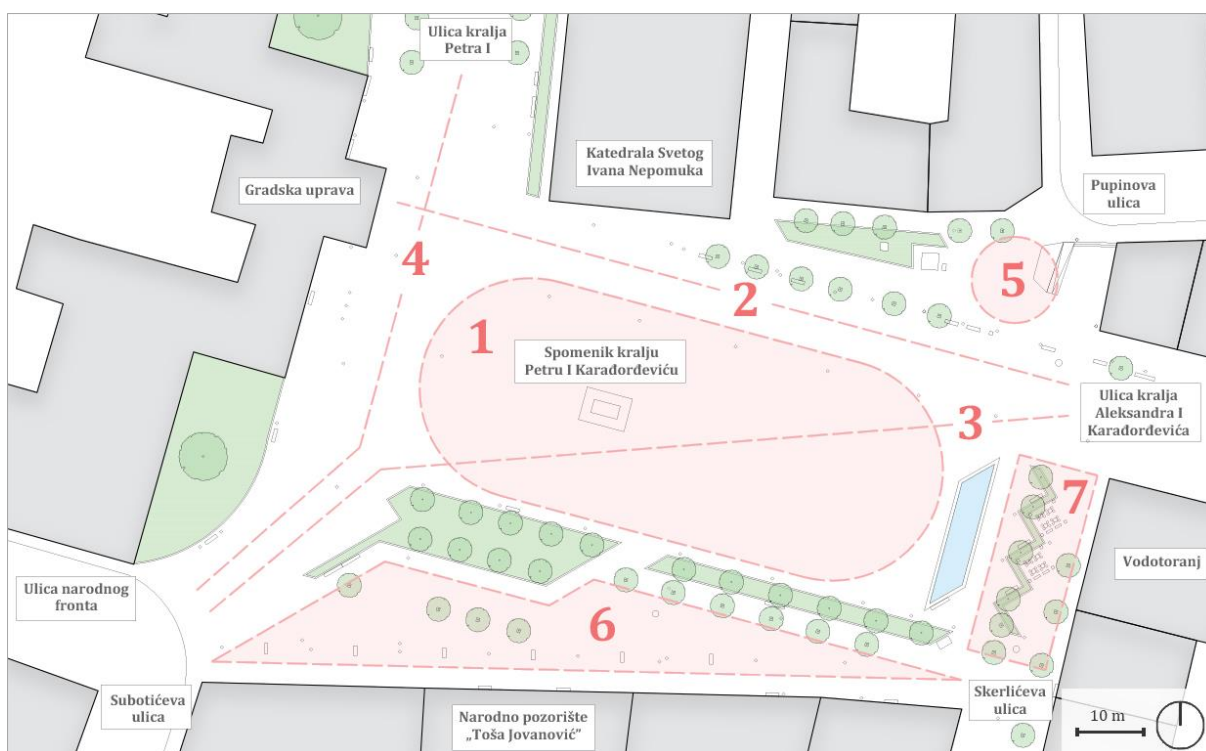 Ulica kralja
Petra I
Katedrala Svetog
Ivana Nepomuka
Gradska uprava
Pupinova
ulica
4
5
2
1
Spomenik kralju
Petru I Karađorđeviću
Ulica kralja
Aleksandra I
Karađorđevića
3
7
Vodotoranj
Ulica narodnog
fronta
6
Subotićeva
ulica
Narodno pozorište
„Toša Jovanović“
Skerlićeva
ulica
10 m